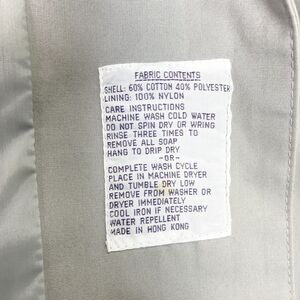 FABRIC CONTENTS
SHELL: 60% COTTON 40% POLYESTER
LINING: 100% NYLON
CARE INSTRUCTIONS
MACHINE WASH COLD WATER
DO NOT SPIN DRY OR WRING
RINSE THREE TIMES TO
REMOVE ALL SOAP
HANG TO DRIP DRY
-OR-
COMPLETE WASH CYCLE
PLACE IN MACHINE DRYER
AND TUMBLE DRY LOW
REMOVE FROM WASHER OR
DRYER IMMEDIATELY
COOL IRON IF NECESSARY
WATER REPELLENT
MADE IN HONG KONG